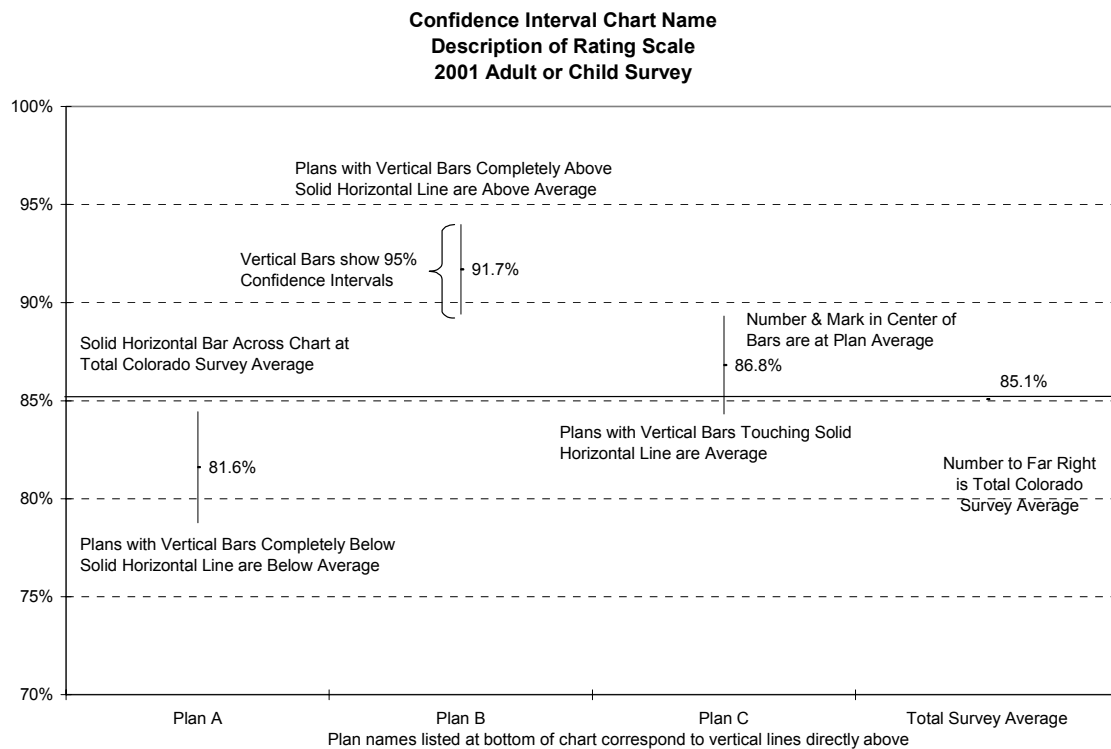 Confidence Interval Chart Name
Description of Rating Scale
2001 Adult or Child Survey
100%
Plans with Vertical Bars Completely Above
Solid Horizontal Line are Above Average
95%
Vertical Bars show 95%
Confidence Intervals
91.7%
90%
Number & Mark in Center of
Bars are at Plan Average
Solid Horizontal Bar Across Chart at
Total Colorado Survey Average
86.8%
85.1%
85%
Plans with Vertical Bars Touching Solid
Horizontal Line are Average
81.6%
Number to Far Right
is Total Colorado
Survey Average
80%
Plans with Vertical Bars Completely Below
Solid Horizontal Line are Below Average
75%
70%
Plan A
Plan B
Plan C
Total Survey Average
Plan names listed at bottom of chart correspond to vertical lines directly above